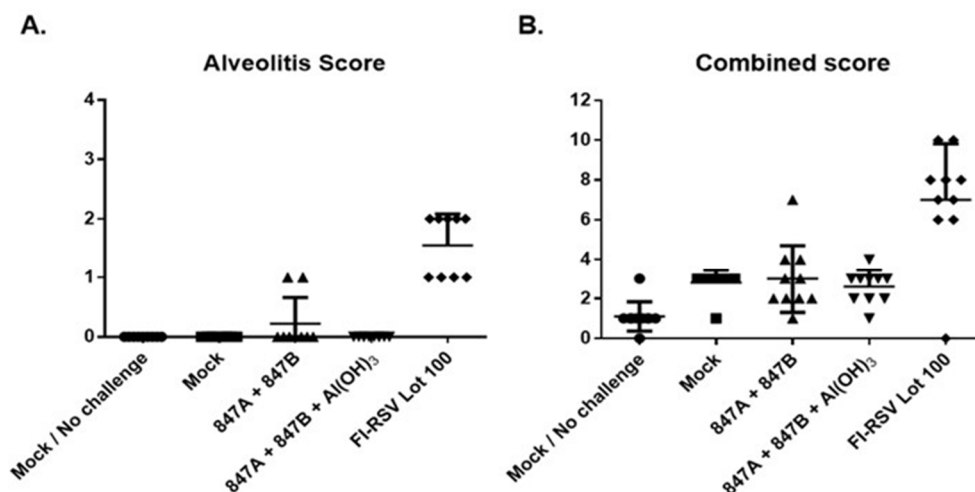 A.
Alveolitis Score
4
3
2
1
0
Mock / No challenge
Mock
847A + 847B
847A + 847B + Al(OH)₃
FI-RSV Lot 100
B.
Combined score
12
10
8
6
4
2
0
Mock / No challenge
Mock
847A + 847B
847A + 847B + Al(OH)₃
FI-RSV Lot 100